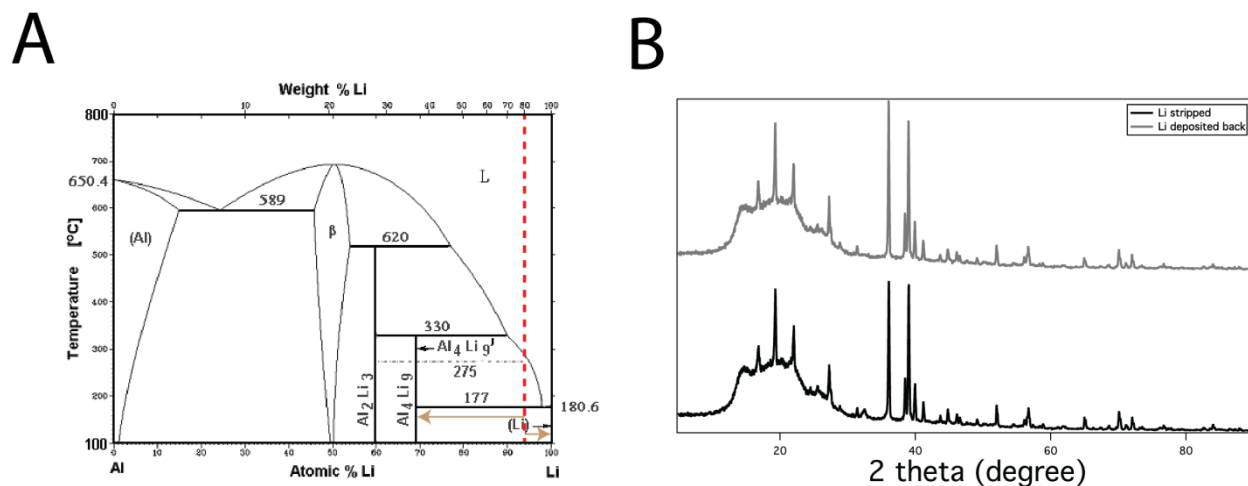 A
Weight % Li
0 10 20 30 40 50 60 70 80 100
800
700
650.4
600
500
400
300
200
100
Temperature [°C]
L
589
(Al)
β
620
330
Al4 Li9'
275
177
180.6
Al2 Li3
Al4 Li9
(Li)
0 10 20 30 40 50 60 70 80 90 100
Al Atomic % Li Li
B
Li stripped
Li deposited back
20 40 60 80
2 theta (degree)